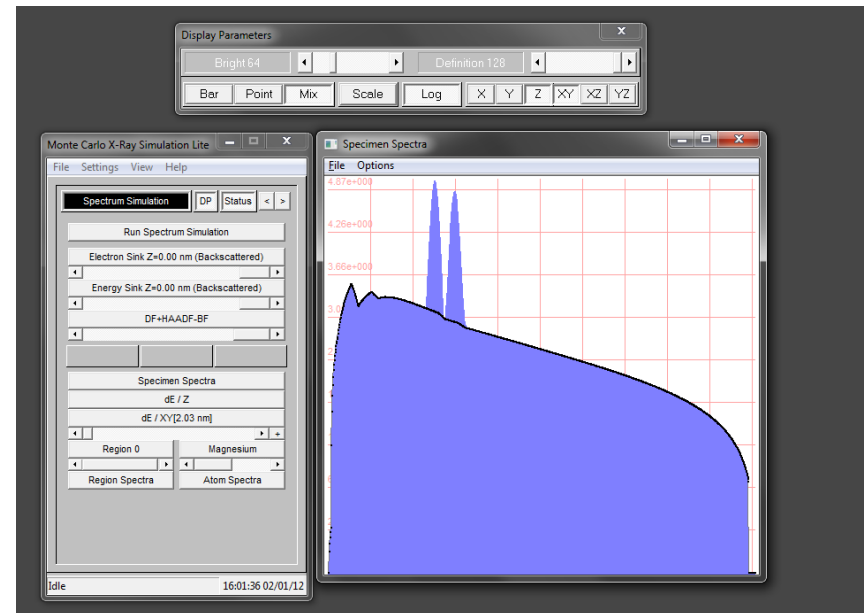 Display Parameters
Bright 64
Definition 128
Bar Point Mix Scale Log X Y Z XY XZ YZ
Monte Carlo X-Ray Simulation Lite
File Settings View Help
Spectrum Simulation DP Status < >
Run Spectrum Simulation
Electron Sink Z=0.00 nm (Backscattered)
Energy Sink Z=0.00 nm (Backscattered)
DF+HAADF-BF
Specimen Spectra
dE / Z
dE / XY[2.03 nm]
+
Region 0 Magnesium
Region Spectra Atom Spectra
Idle 16:01:36 02/01/12
Specimen Spectra
File Options
4.87e+000
4.26e+000
3.66e+000